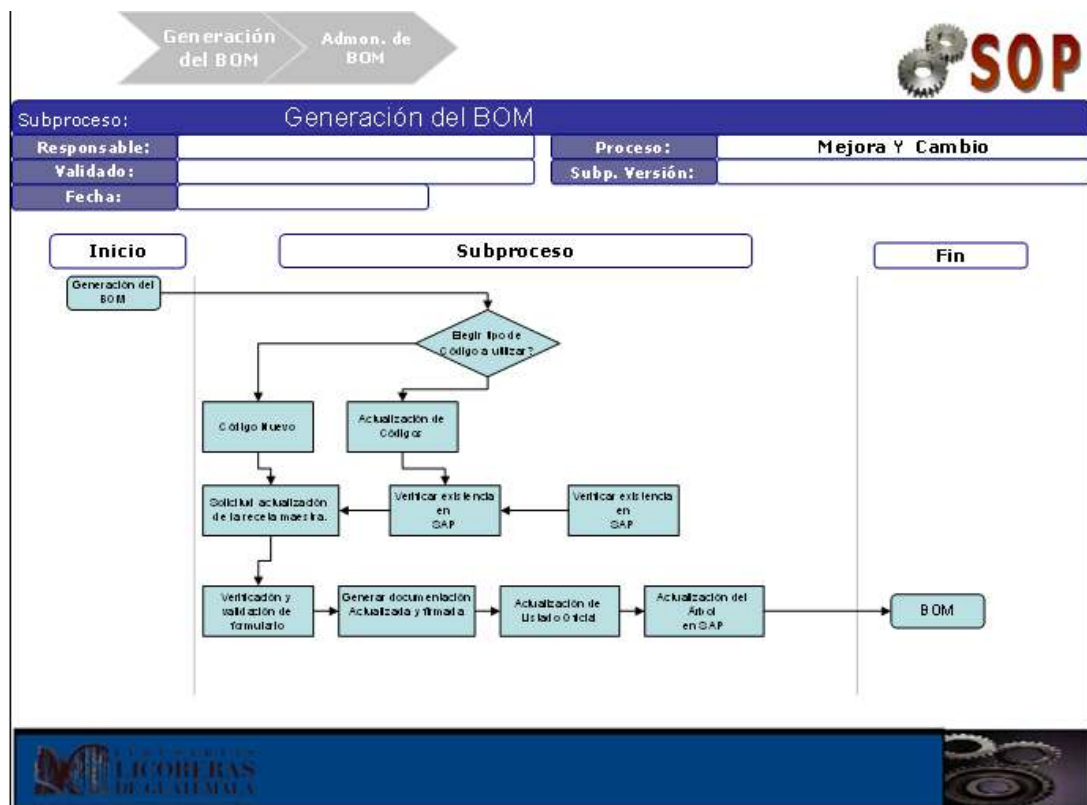 Generación
del BOM
Admon. de
BOM
SOP
Subproceso:
Generación del BOM
Responsable:
Proceso:
Mejora Y Cambio
Validado:
Subp. Versión:
Fecha:
Inicio
Subproceso
Fin
Generación del
BOM
Elegir tipo de
Código a utilizar?
Código Nuevo
Actualización de
Códigos
Solicitud actualización
de la receta maestra.
Verificar existencia
en
SAP
Verificar existencia
en
SAP
Verificación y
validación de
formulario
Generar documentación
Actualizada y firmada
Actualización de
Listado Oficial
Actualización del
Árbol
en SAP
BOM
LICORERAS
DE GUATEMALA